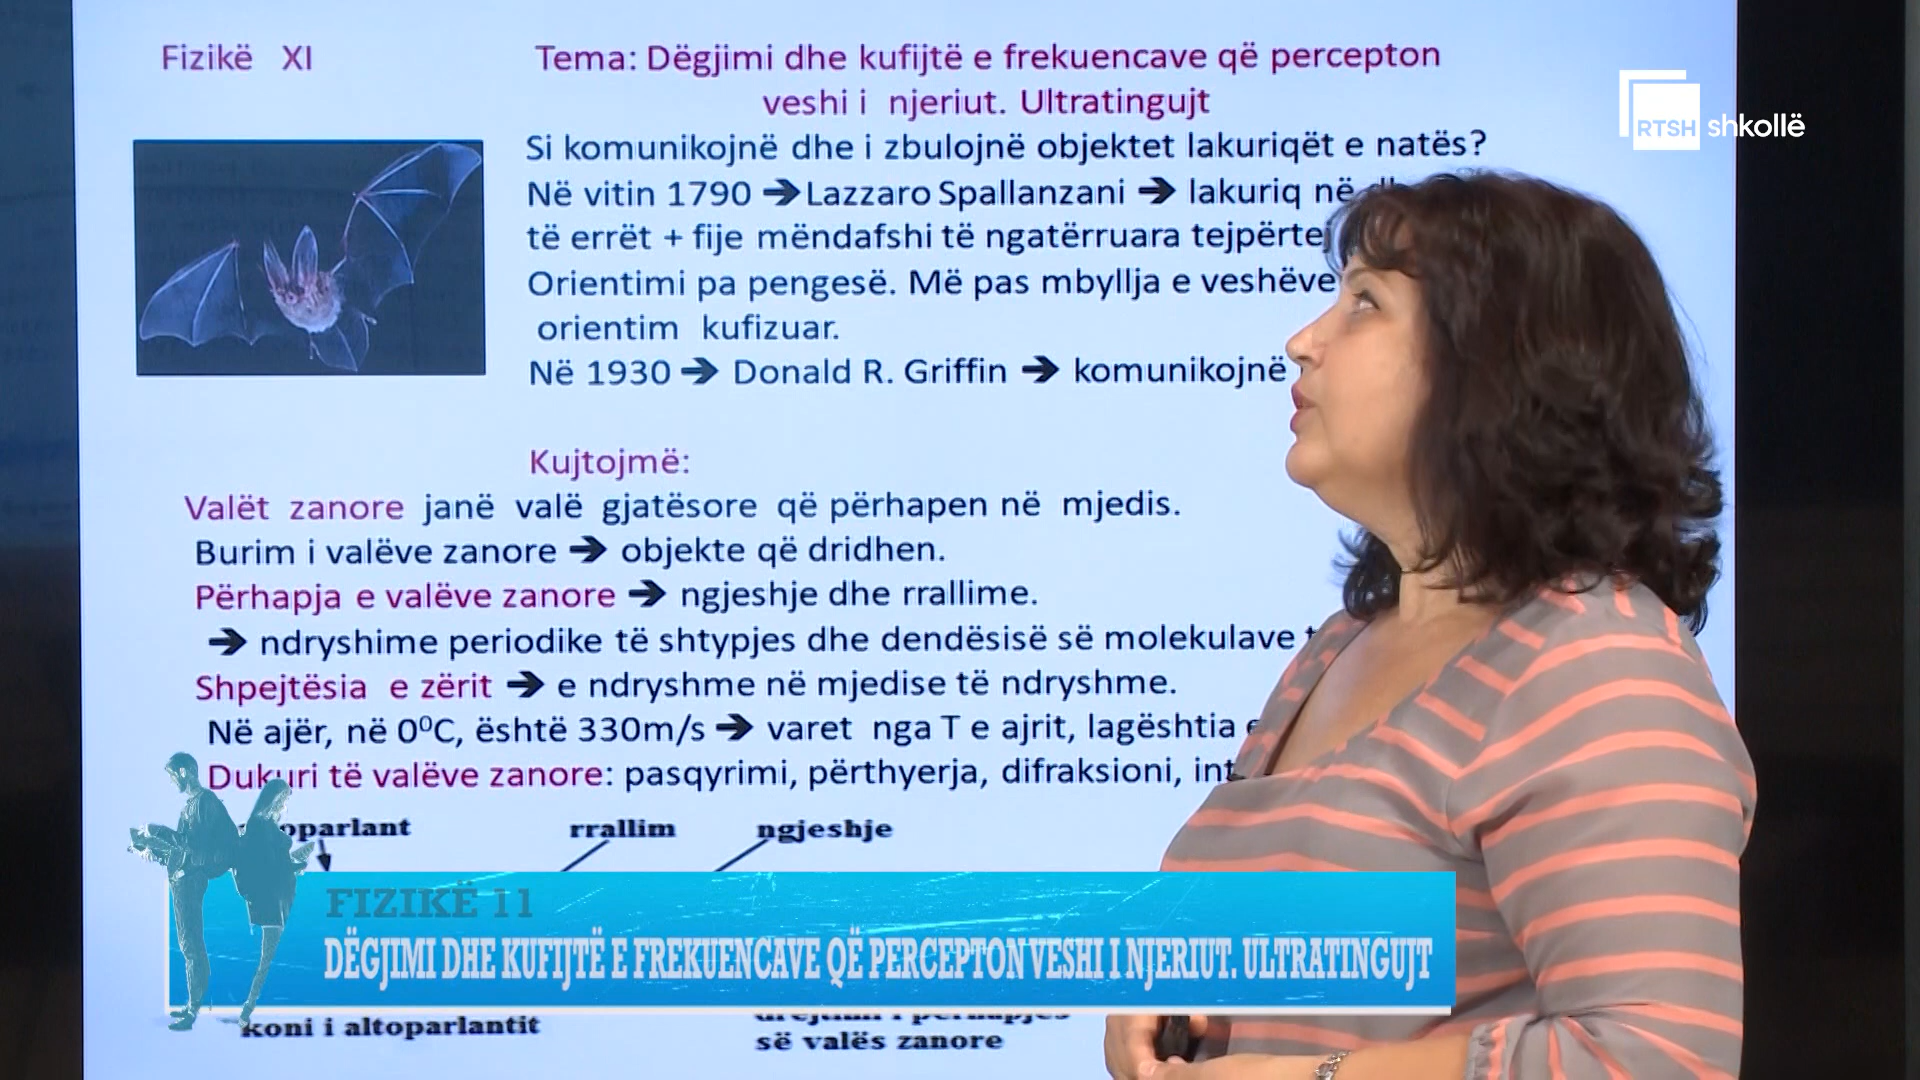 Fizikë XI
Tema: Dëgjimi dhe kufijtë e frekuencave që percepton
veshi i njeriut. Ultratingujt
RTSH shkollë
Si komunikojnë dhe i zbulojnë objektet lakuriqët e natës?
Në vitin 1790 ➔ Lazzaro Spallanzani ➔ lakuriq në
të errët + fije mëndafshi të ngatërruara
Orientimi pa pengesë. Më pas mbyllja e veshëve
orientim kufizuar.
Në 1930 ➔ Donald R. Griffin ➔ komunikojnë
Kujtojmë:
Valët zanore janë valë gjatësore që përhapen në mjedis.
Burim i valëve zanore ➔ objekte që dridhen.
Përhapja e valëve zanore ➔ ngjeshje dhe rrallime.
➔ ndryshime periodike të shtypjes dhe dendësisë së molekulave
Shpejtësia e zërit ➔ e ndryshme në mjedise të ndryshme.
Në ajër, në 0⁰C, është 330m/s ➔ varet nga T e ajrit, lagështia
Dukuri të valëve zanore: pasqyrimi, përthyerja, difraksioni,
rrallim ngjeshje
FIZIKË 11
DËGJIMI DHE KUFIJTË E FREKUENCAVE QË PERCEPTON VESHI I NJERIUT. ULTRATINGUJT
koni i altoparlantit
së valës zanore